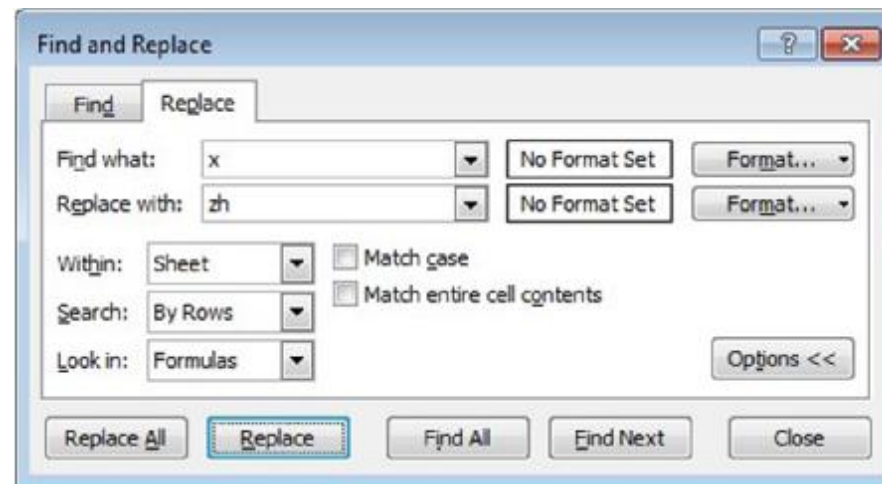 Find and Replace
Find Replace
Find what: x No Format Set Format...
Replace with: zh No Format Set Format...
Within: Sheet Match case
Match entire cell contents
Search: By Rows
Look in: Formulas Options <<
Replace All Replace Find All Find Next Close